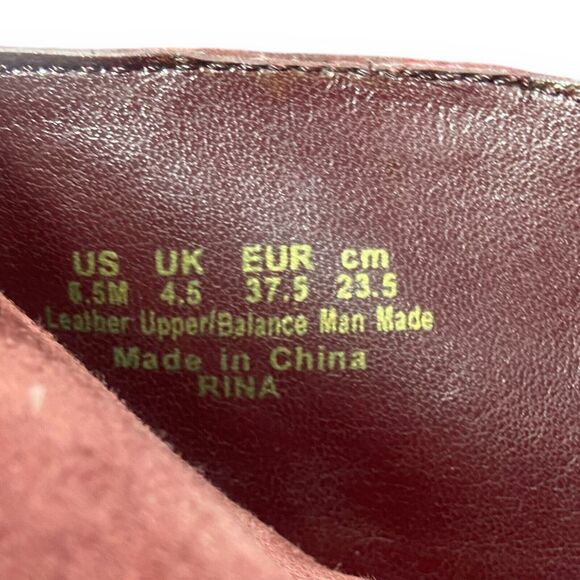 US UK EUR cm
6.5M 4.5 37.5 23.5
Leather Upper/Balance Man Made
Made in China
RINA